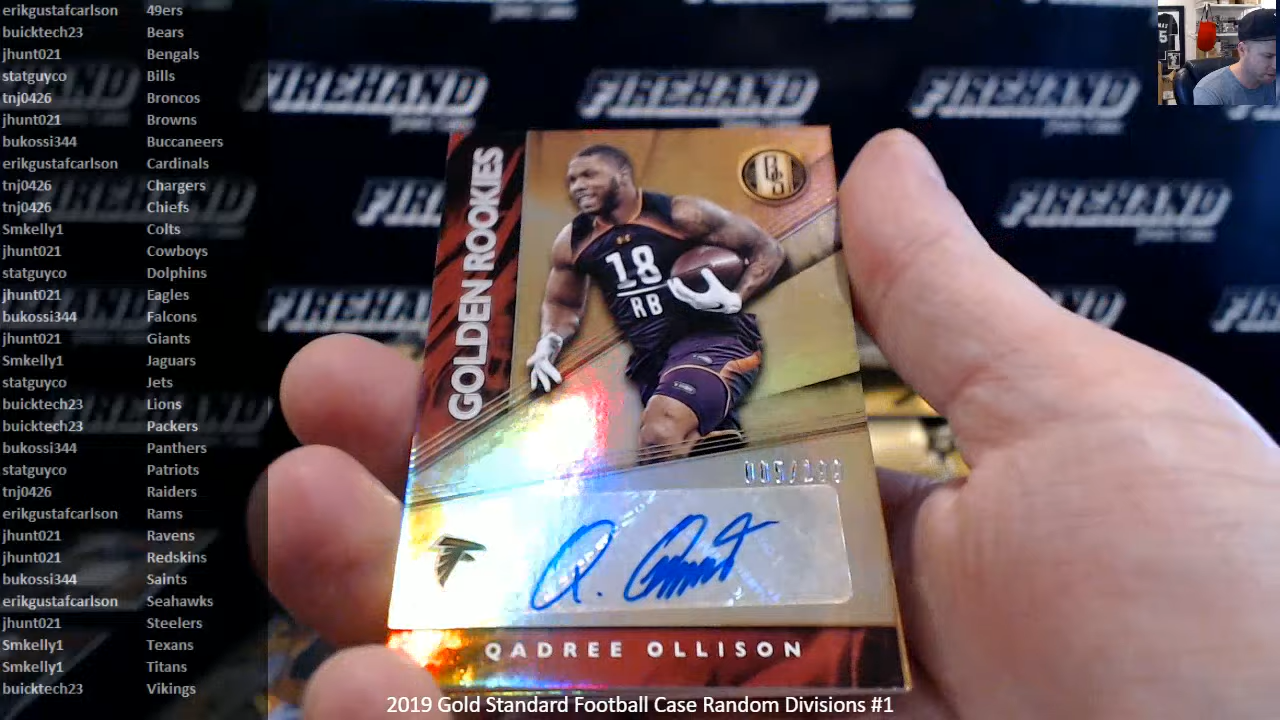 erikgustafcarlson 49ers
buicktech23 Bears
jhunt021 Bengals
statguyco Bills
tnj0426 Broncos
jhunt021 Browns
bukossi344 Buccaneers
erikgustafcarlson Cardinals
tnj0426 Chargers
tnj0426 Chiefs
Smkelly1 Colts
jhunt021 Cowboys
statguyco Dolphins
jhunt021 Eagles
bukossi344 Falcons
jhunt021 Giants
Smkelly1 Jaguars
statguyco Jets
buicktech23 Lions
buicktech23 Packers
bukossi344 Panthers
statguyco Patriots
tnj0426 Raiders
erikgustafcarlson Rams
jhunt021 Ravens
jhunt021 Redskins
bukossi344 Saints
erikgustafcarlson Seahawks
jhunt021 Steelers
Smkelly1 Texans
Smkelly1 Titans
buicktech23 Vikings
FIREHAND FIREHAND FIREHAND
FIREHAND
GOLDEN ROOKIES
18
RB
QADREE OLLISON
2019 Gold Standard Football Case Random Divisions #1